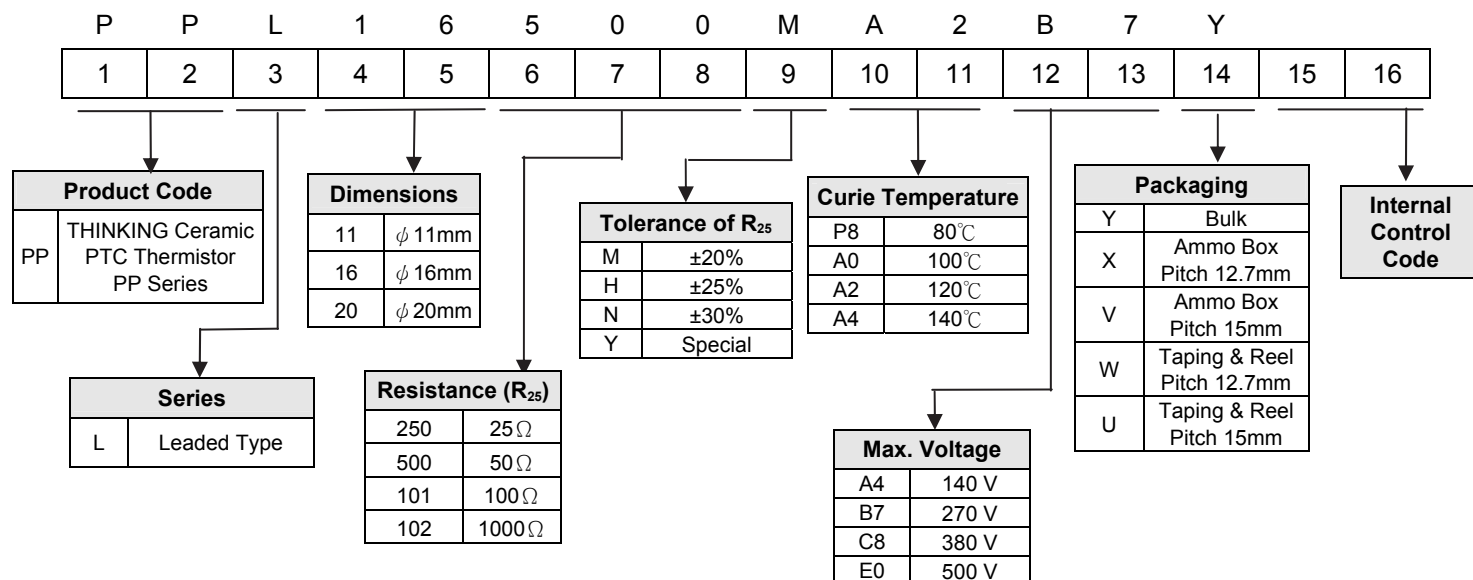 P P L 1 6 5 0 0 M A 2 B 7 Y
1 2 3 4 5 6 7 8 9 10 11 12 13 14 15 16
Product Code
PP THINKING Ceramic
PTC Thermistor
PP Series
Series
L Leaded Type
Dimensions
11 ϕ 11mm
16 ϕ 16mm
20 ϕ 20mm
Resistance (R₂₅)
250 25Ω
500 50Ω
101 100Ω
102 1000Ω
Tolerance of R₂₅
M ±20%
H ±25%
N ±30%
Y Special
Curie Temperature
P8 80℃
A0 100℃
A2 120℃
A4 140℃
Max. Voltage
A4 140 V
B7 270 V
C8 380 V
E0 500 V
Packaging
Y Bulk
X Ammo Box
Pitch 12.7mm
V Ammo Box
Pitch 15mm
W Taping & Reel
Pitch 12.7mm
U Taping & Reel
Pitch 15mm
Internal
Control
Code